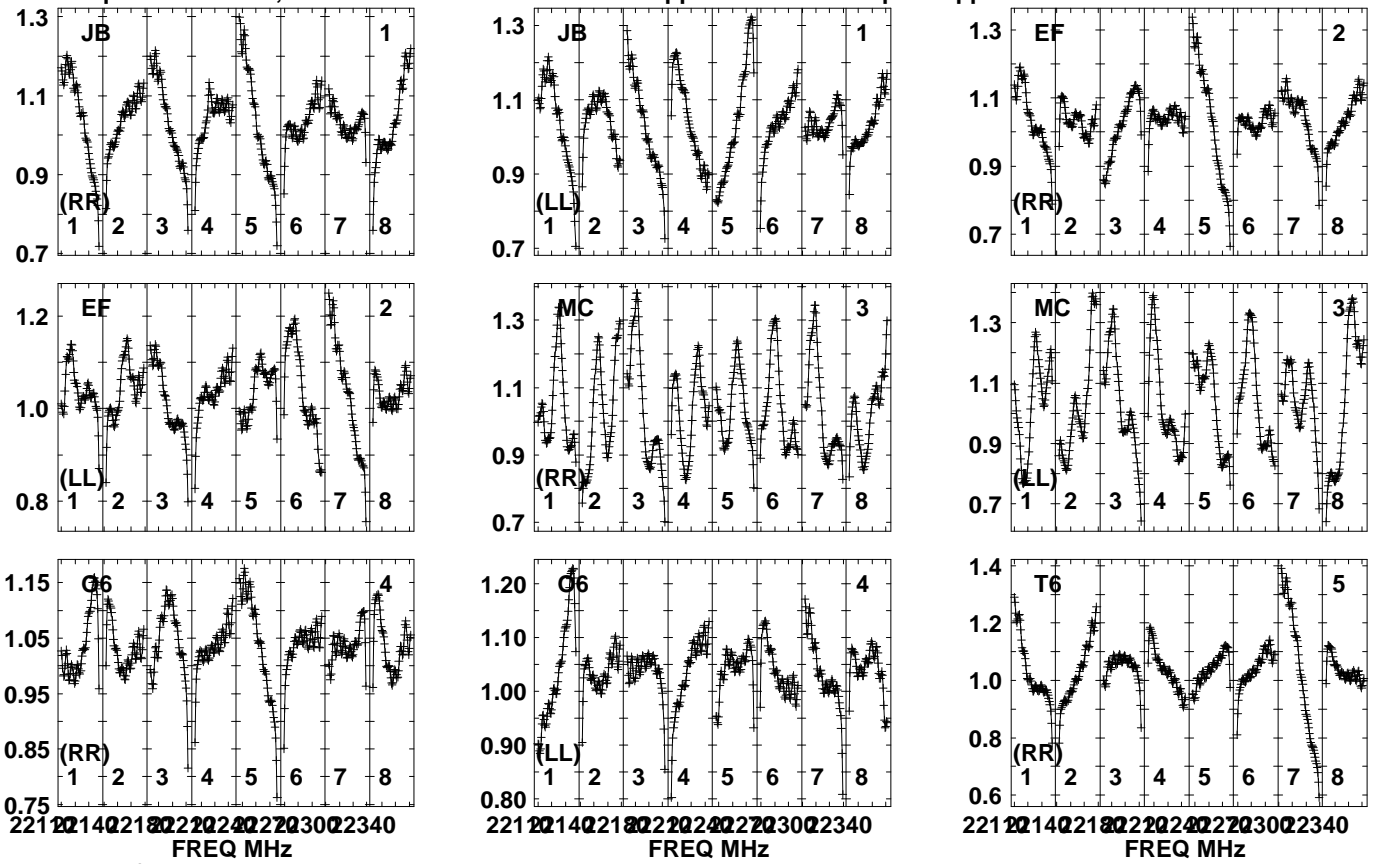 1.3 JB 1
1.1
0.9
(RR)
1 2 3 4 5 6 7 8
0.7
1.3 JB 1
1.1
0.9
(LL)
1 2 3 4 5 6 7 8
0.7
1.3 EF 2
1.1
0.9
(RR)
1 2 3 4 5 6 7 8
0.7
EF 2
1.2
1.0
(LL)
0.8 1 2 3 4 5 6 7 8
MC 3
1.3
1.1
0.9
(RR)
1 2 3 4 5 6 7 8
0.7
MC 3
1.3
1.1
0.9
(LL)
0.7 1 2 3 4 5 6 7 8
1.15 O6 4
1.05
0.95
0.85
(RR)
1 2 3 4 5 6 7 8
0.75
FREQ MHz
1.20 O6 4
1.10
1.00
0.90
(LL)
1 2 3 4 5 6 7 8
0.80
FREQ MHz
1.4 T6 5
1.2
1.0
0.8
(RR)
1 2 3 4 5 6 7 8
0.6
FREQ MHz